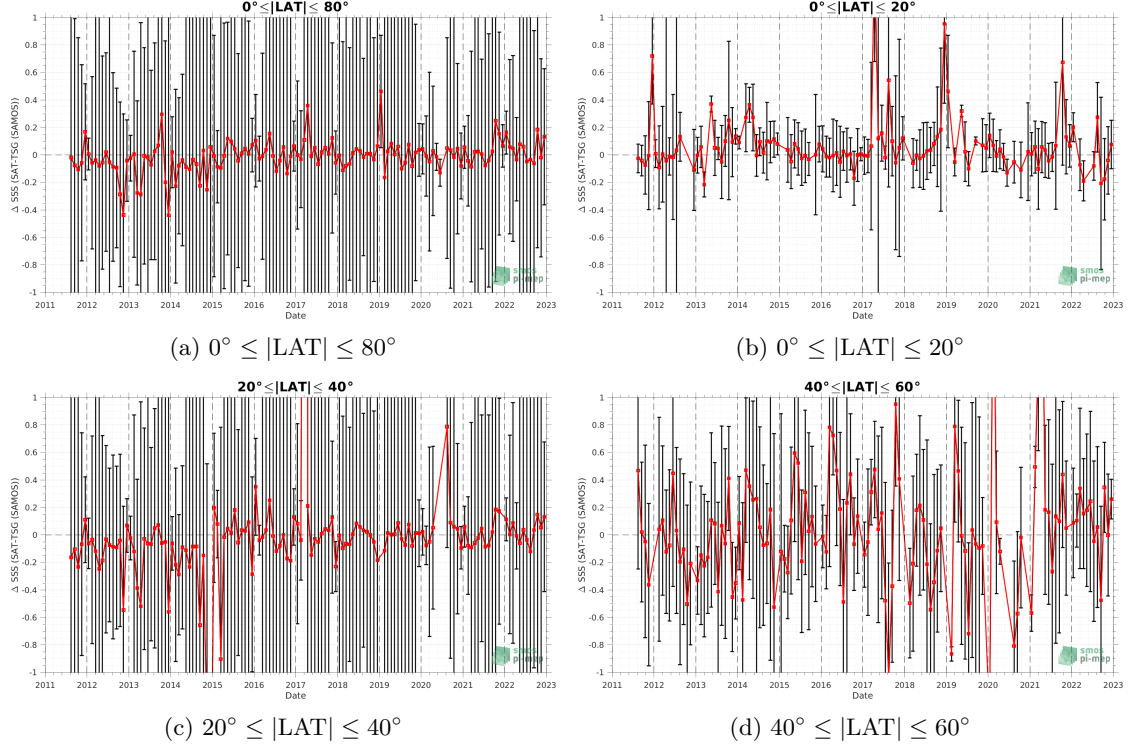 0°≤|LAT|≤ 80°
Δ SSS (SAT-TSG (SAMOS))
1
0.8
0.6
0.4
0.2
0
-0.2
-0.4
-0.6
-0.8
-1
2011 2012 2013 2014 2015 2016 2017 2018 2019 2020 2021 2022 2023
Date
smos
pi-mep
(a) 0° ≤ |LAT| ≤ 80°
0°≤|LAT|≤ 20°
Δ SSS (SAT-TSG (SAMOS))
1
0.8
0.6
0.4
0.2
0
-0.2
-0.4
-0.6
-0.8
-1
2011 2012 2013 2014 2015 2016 2017 2018 2019 2020 2021 2022 2023
Date
smos
pi-mep
(b) 0° ≤ |LAT| ≤ 20°
20°≤|LAT|≤ 40°
Δ SSS (SAT-TSG (SAMOS))
1
0.8
0.6
0.4
0.2
0
-0.2
-0.4
-0.6
-0.8
-1
2011 2012 2013 2014 2015 2016 2017 2018 2019 2020 2021 2022 2023
Date
smos
pi-mep
(c) 20° ≤ |LAT| ≤ 40°
40°≤|LAT|≤ 60°
Δ SSS (SAT-TSG (SAMOS))
1
0.8
0.6
0.4
0.2
0
-0.2
-0.4
-0.6
-0.8
-1
2011 2012 2013 2014 2015 2016 2017 2018 2019 2020 2021 2022 2023
Date
smos
pi-mep
(d) 40° ≤ |LAT| ≤ 60°